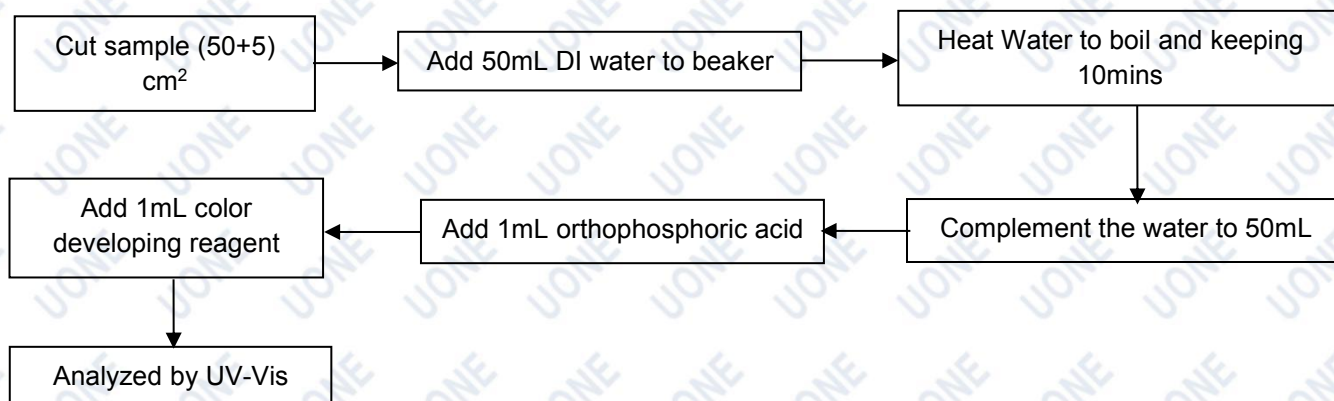 Cut sample (50+5)
cm²
Add 50mL DI water to beaker
Heat Water to boil and keeping
10mins
Complement the water to 50mL
Add 1mL orthophosphoric acid
Add 1mL color
developing reagent
Analyzed by UV-Vis
UONE